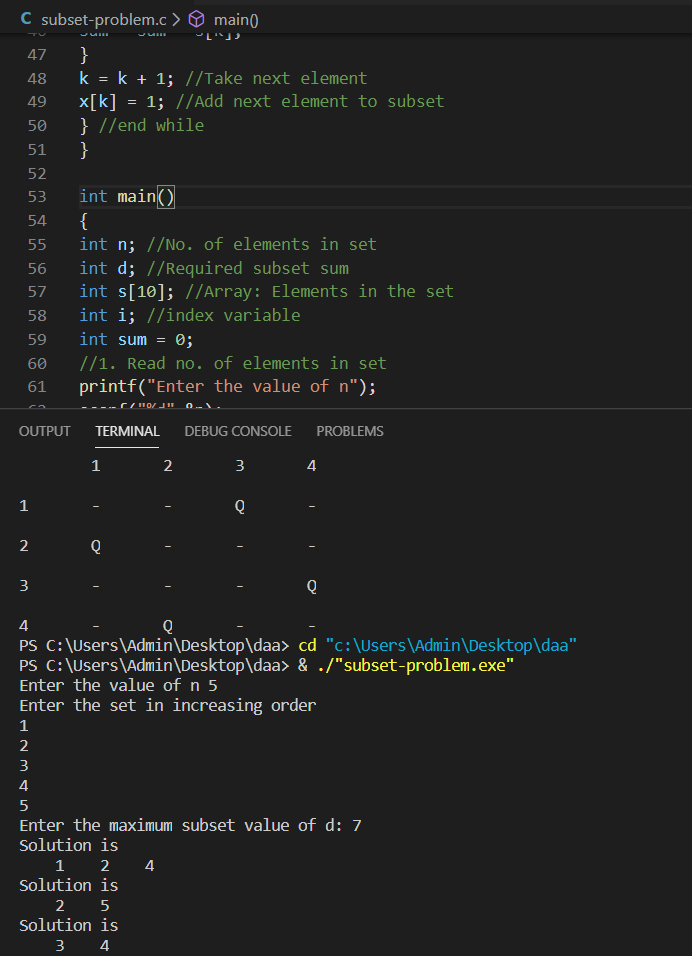 C subset-problem.c > main()
47 }
48 k = k + 1; //Take next element
49 x[k] = 1; //Add next element to subset
50 } //end while
51 }
52
53 int main()
54 {
55 int n; //No. of elements in set
56 int d; //Required subset sum
57 int s[10]; //Array: Elements in the set
58 int i; //index variable
59 int sum = 0;
60 //1. Read no. of elements in set
61 printf("Enter the value of n");
OUTPUT TERMINAL DEBUG CONSOLE PROBLEMS
1 2 3 4
1 - - Q -
2 Q - - -
3 - - - Q
4 - Q - -
PS C:\Users\Admin\Desktop\daa> cd "c:\Users\Admin\Desktop\daa"
PS C:\Users\Admin\Desktop\daa> & ./"subset-problem.exe"
Enter the value of n 5
Enter the set in increasing order
1
2
3
4
5
Enter the maximum subset value of d: 7
Solution is
1 2 4
Solution is
2 5
Solution is
3 4